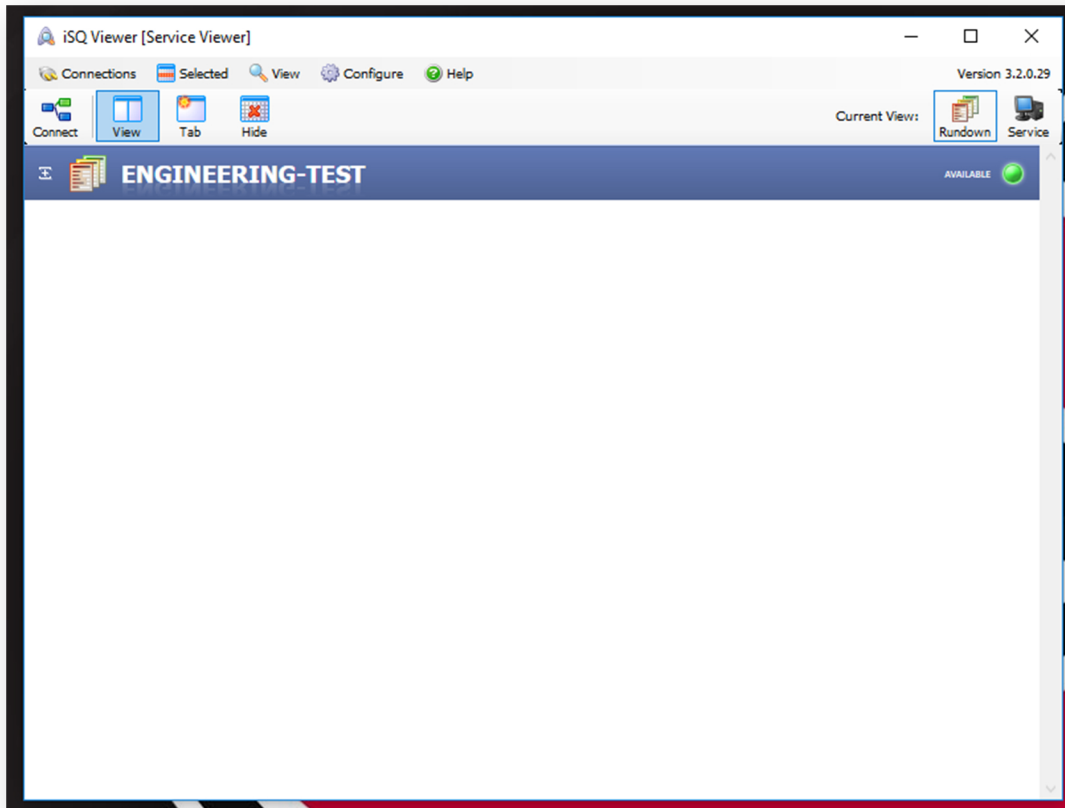 iSQ Viewer [Service Viewer]
Connections Selected View Configure Help Version 3.2.0.29
Connect View Tab Hide Current View: Rundown Service
ENGINEERING-TEST AVAILABLE